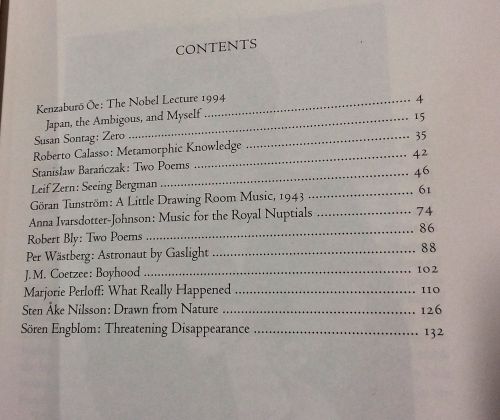 CONTENTS
Kenzaburō Ōe: The Nobel Lecture 1994
Japan, the Ambigous, and Myself ........ 4
Susan Sontag: Zero ........ 15
Roberto Calasso: Metamorphic Knowledge ........ 35
Stanisław Barańczak: Two Poems ........ 42
Leif Zern: Seeing Bergman ........ 46
Göran Tunström: A Little Drawing Room Music, 1943 ........ 61
Anna Ivarsdotter-Johnson: Music for the Royal Nuptials ........ 74
Robert Bly: Two Poems ........ 86
Per Wästberg: Astronaut by Gaslight ........ 88
J. M. Coetzee: Boyhood ........ 102
Marjorie Perloff: What Really Happened ........ 110
Sten Åke Nilsson: Drawn from Nature ........ 126
Sören Engblom: Threatening Disappearance ........ 132